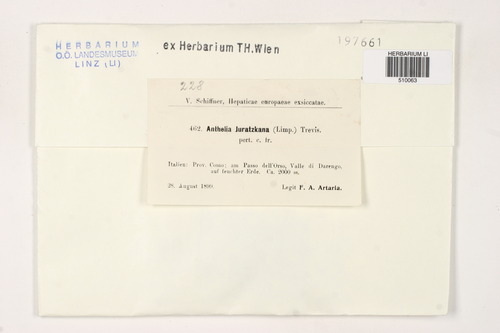 HERBARIUM
O.Ö. LANDESMUSEUM
LINZ (LI)
ex Herbarium TH.Wien
197661
HERBARIUM LI
510063
228
V. Schiffner, Hepaticae europaeae exsiccatae.
462. Anthelia Juratzkana (Limp.) Trevis.
pert. c. fr.
Italien: Prov. Como; am Passo dell'Orso, Valle di Darengo,
auf feuchter Erde. Ca. 2000 m.
28. August 1899.
Legit F. A. Artaria.